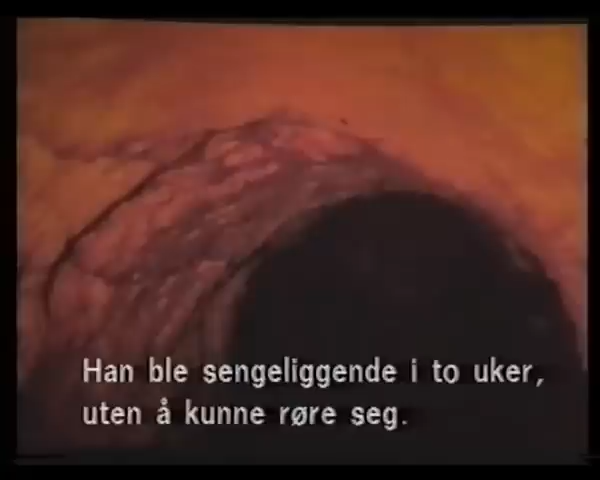 Han ble sengeliggende i to uker,
uten å kunne røre seg.